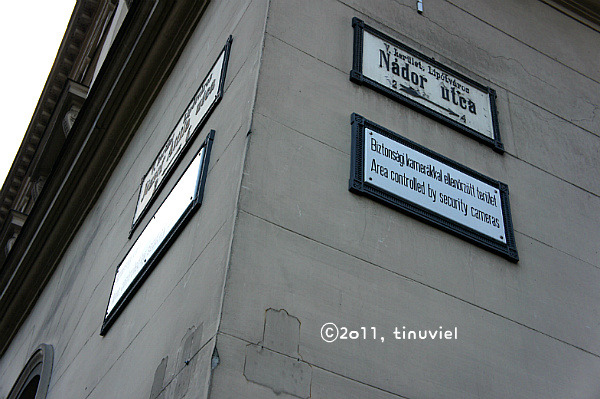 V. kerület, Lipótváros
Nádor utca
2 4
Biztonsági kamerákkal ellenőrzött terület
Area controlled by security cameras
©2011, tinuviel